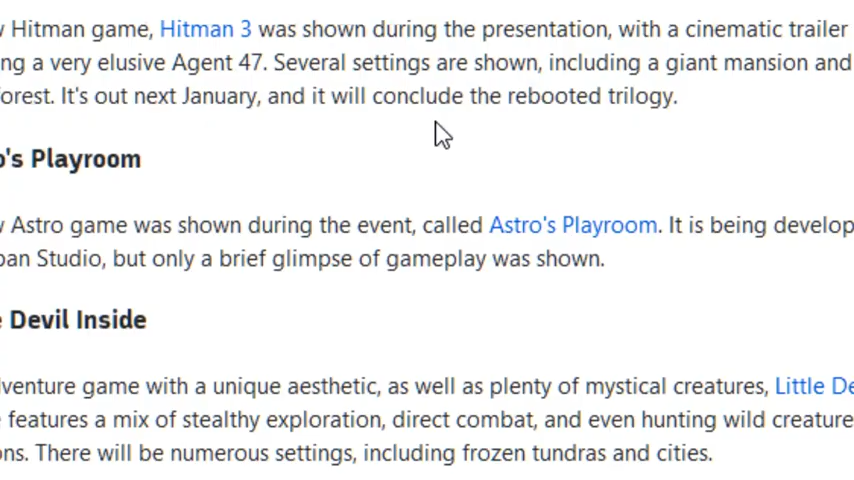 w Hitman game, Hitman 3 was shown during the presentation, with a cinematic trailer
ng a very elusive Agent 47. Several settings are shown, including a giant mansion and
forest. It's out next January, and it will conclude the rebooted trilogy.
o's Playroom
w Astro game was shown during the event, called Astro's Playroom. It is being develop
pan Studio, but only a brief glimpse of gameplay was shown.
e Devil Inside
dventure game with a unique aesthetic, as well as plenty of mystical creatures, Little De
e features a mix of stealthy exploration, direct combat, and even hunting wild creature
ons. There will be numerous settings, including frozen tundras and cities.